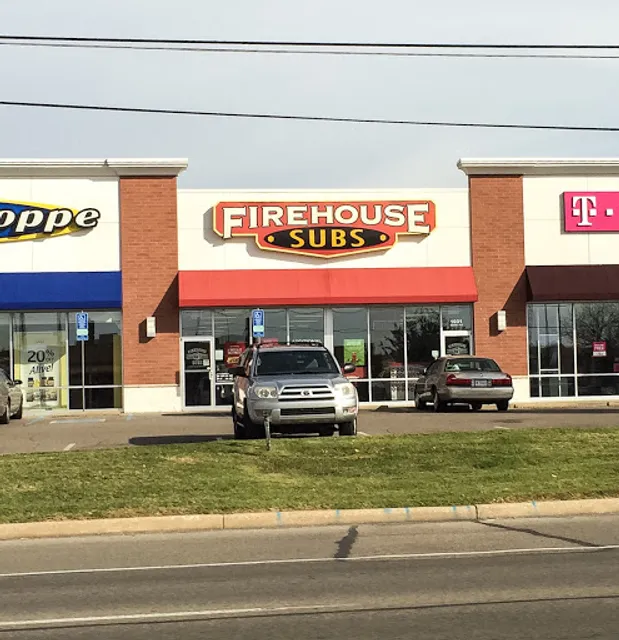 oppe
FIREHOUSE
SUBS
T
20%
Alive!